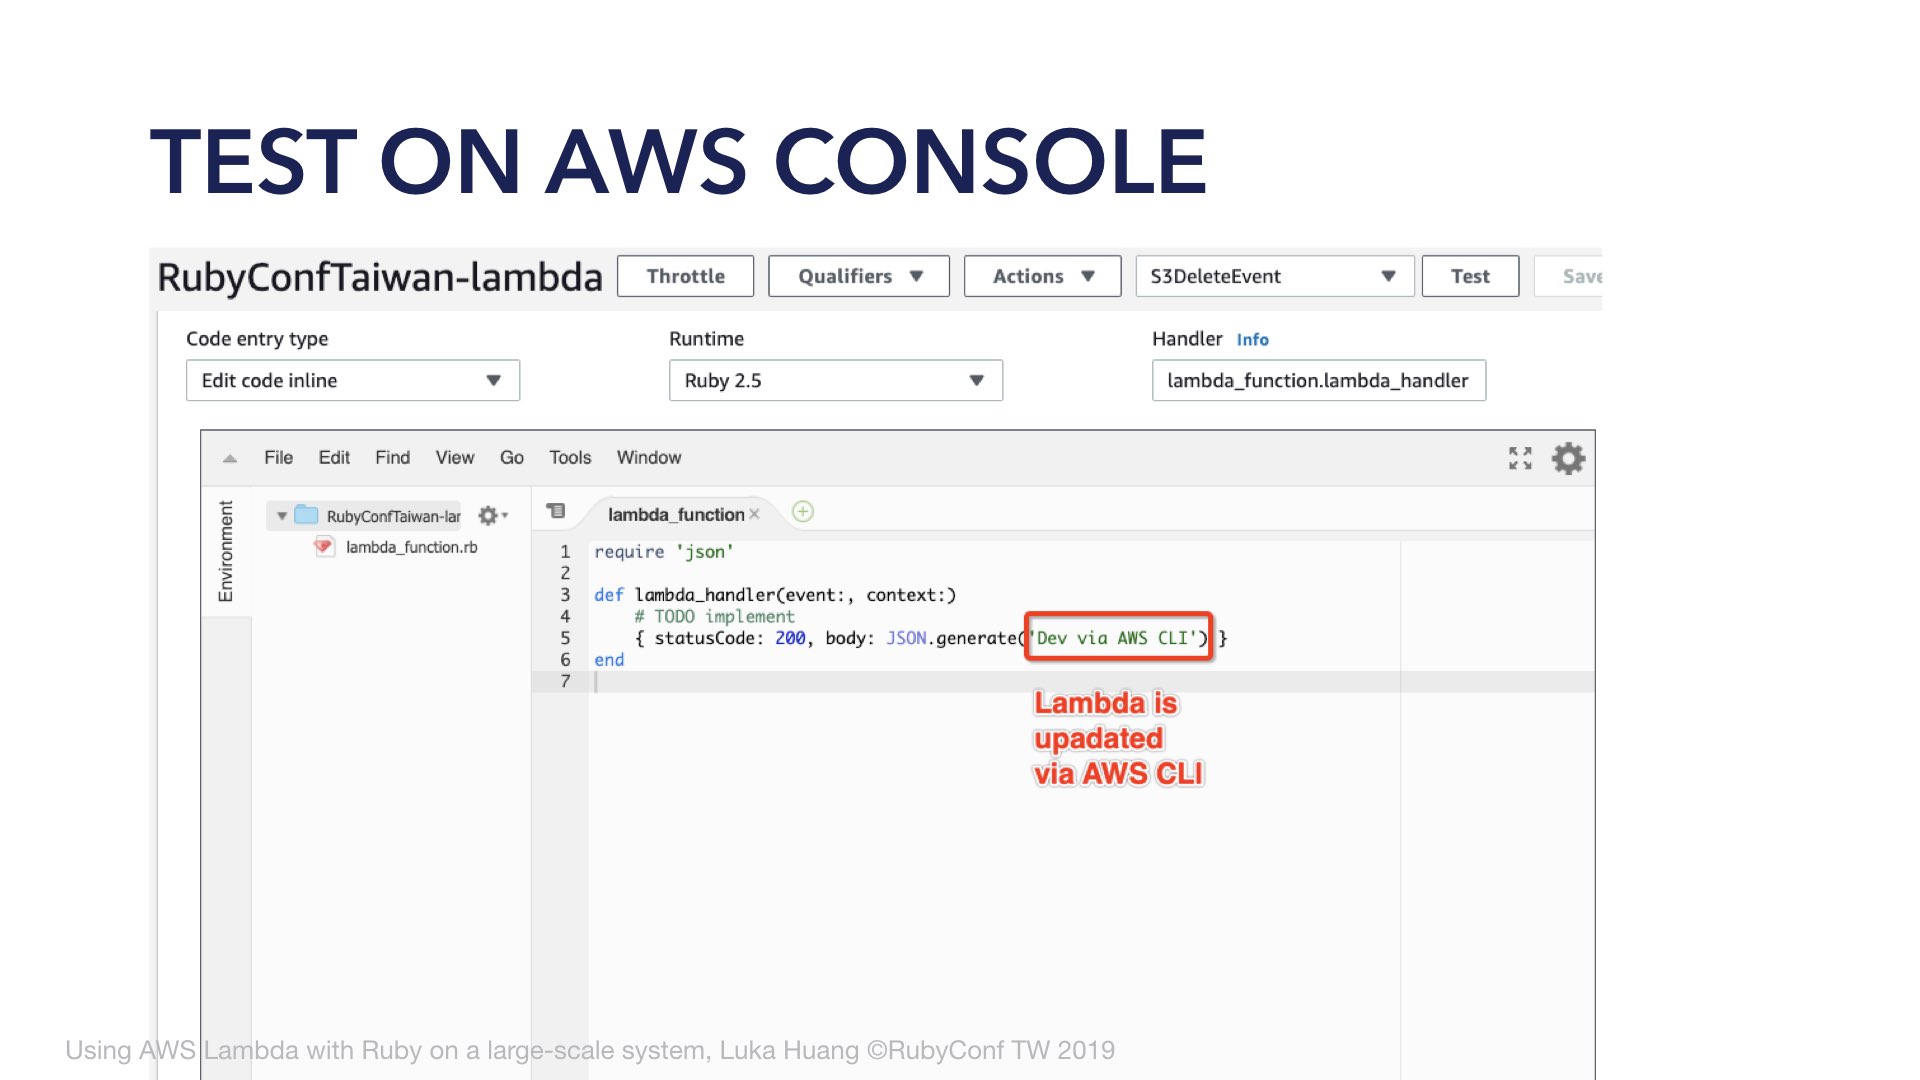 TEST ON AWS CONSOLE
RubyConfTaiwan-lambda Throttle Qualifiers Actions S3DeleteEvent Test Save
Code entry type Runtime Handler Info
Edit code inline Ruby 2.5 lambda_function.lambda_handler
File Edit Find View Go Tools Window
Environment
RubyConfTaiwan-lar
lambda_function.rb
lambda_function
1 require 'json'
2
3 def lambda_handler(event:, context:)
4 # TODO implement
5 { statusCode: 200, body: JSON.generate('Dev via AWS CLI') }
6 end
7
Lambda is
upadated
via AWS CLI
Using AWS Lambda with Ruby on a large-scale system, Luka Huang ©RubyConf TW 2019